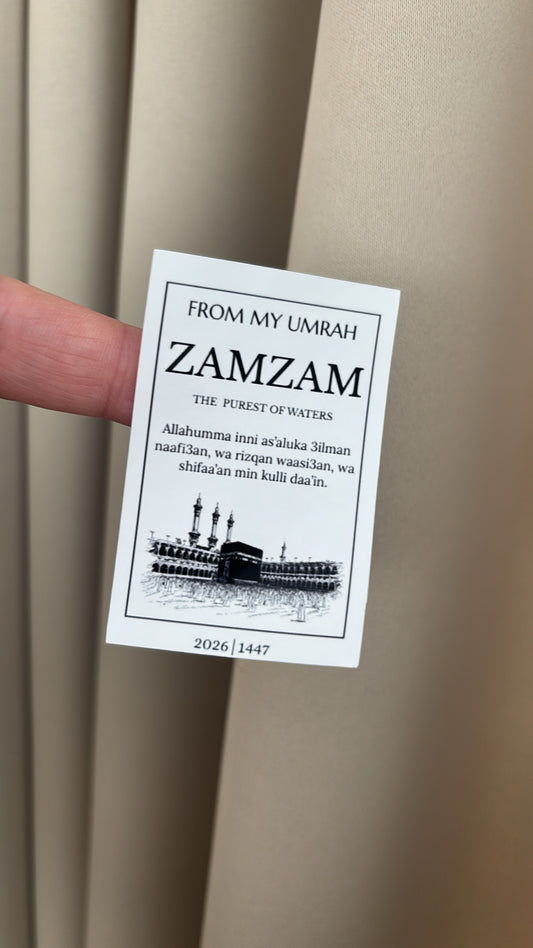 FROM MY UMRAH
ZAMZAM
THE PUREST OF WATERS
Allahumma inni as'aluka 3ilman
naafi3an, wa rizqan waasi3an, wa
shifaa'an min kulli daa'in.
2026|1447